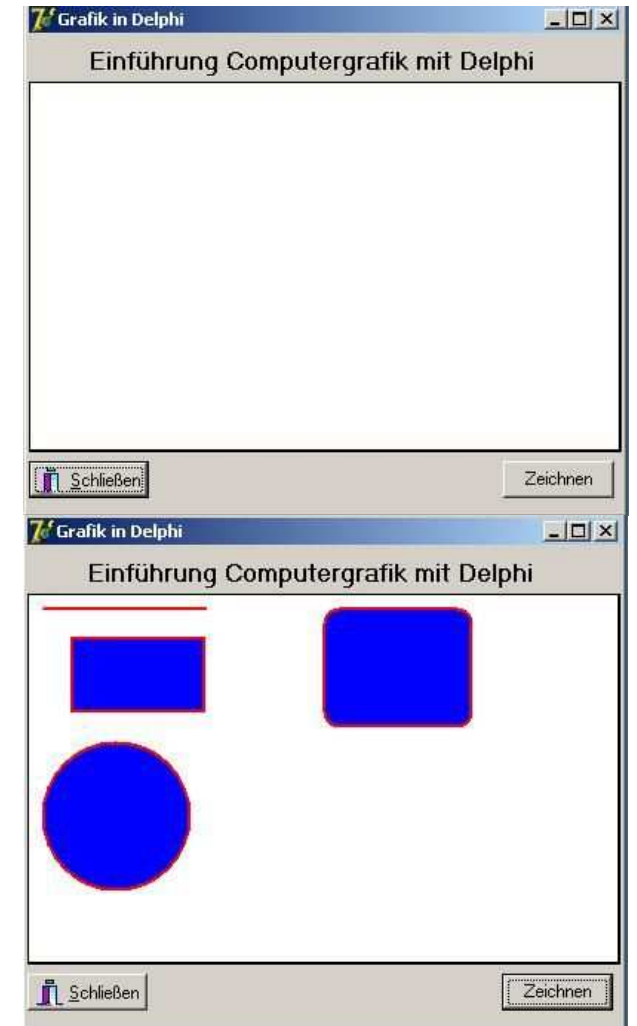 Grafik in Delphi
Einführung Computergrafik mit Delphi
Schließen
Zeichnen
Grafik in Delphi
Einführung Computergrafik mit Delphi
Schließen
Zeichnen